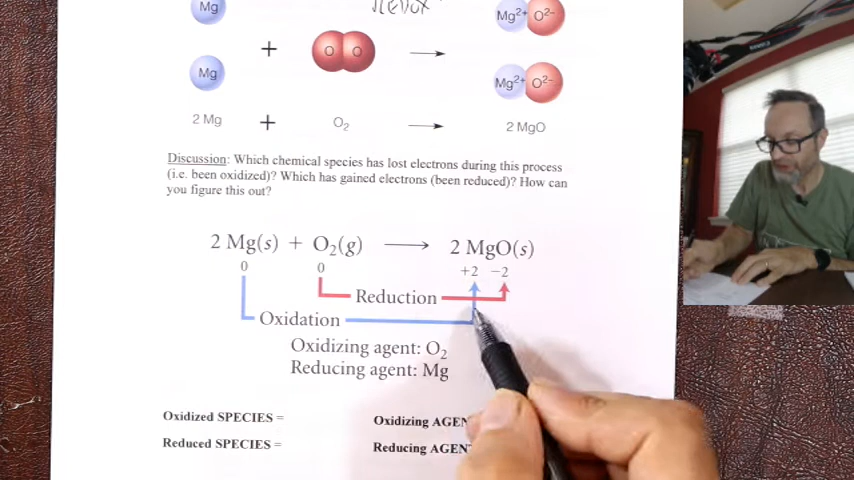 Mg
Mg2+ O2−
+ O O
Mg
Mg2+ O2−
2 Mg + O2 2 MgO
Discussion: Which chemical species has lost electrons during this process
(i.e. been oxidized)? Which has gained electrons (been reduced)? How can
you figure this out?
2 Mg(s) + O2(g) ⟶ 2 MgO(s)
0 0 +2 −2
Reduction
Oxidation
Oxidizing agent: O2
Reducing agent: Mg
Oxidized SPECIES = Oxidizing AGEN
Reduced SPECIES = Reducing AGEN